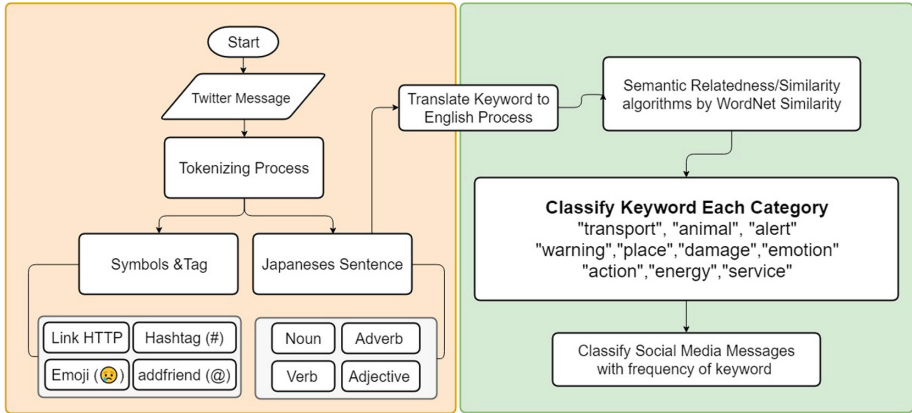 Start
Twitter Message
Tokenizing Process
Symbols &Tag
Japaneses Sentence
Link HTTP
Hashtag (#)
Emoji (😢)
addfriend (@)
Noun
Adverb
Verb
Adjective
Translate Keyword to
English Process
Semantic Relatedness/Similarity
algorithms by WordNet Similarity
Classify Keyword Each Category
"transport", "animal", "alert"
"warning","place","damage","emotion"
"action","energy","service"
Classify Social Media Messages
with frequency of keyword